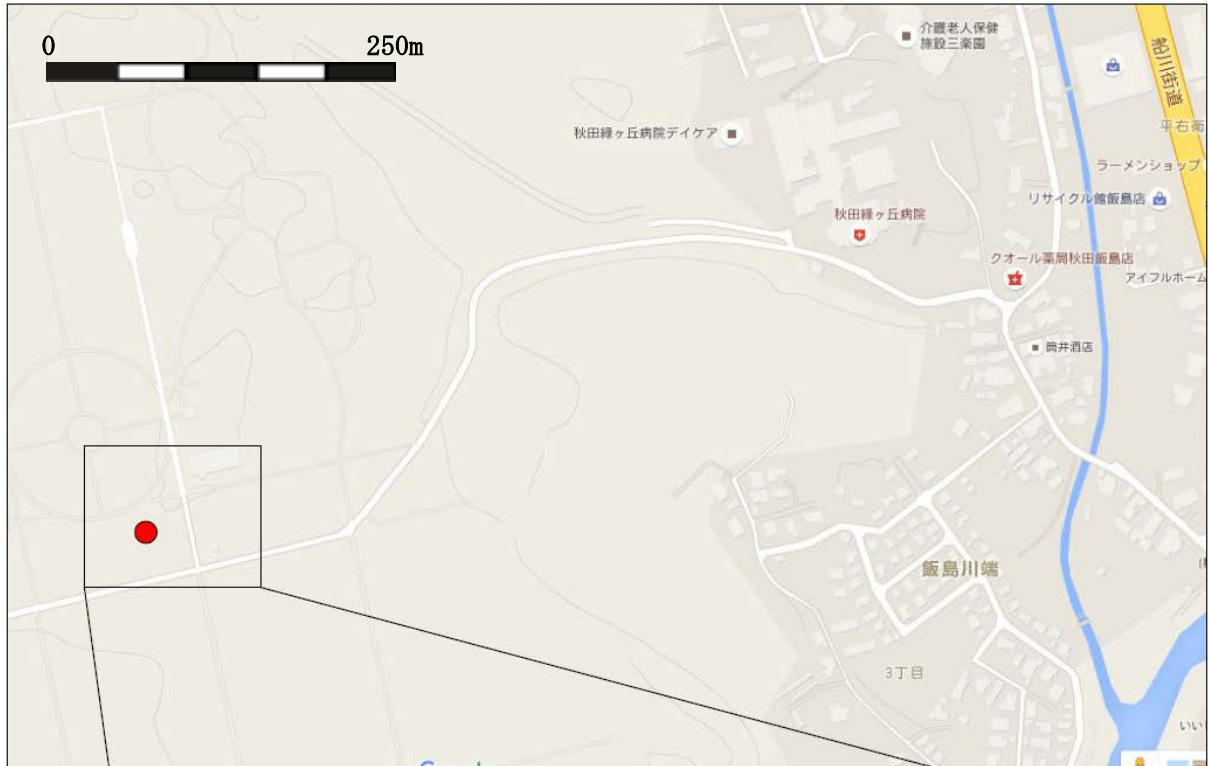 0 250m
介護老人保健
施設三楽園
船川街道
秋田緑ヶ丘病院デイケア
平右衛
ラーメンショップ
リサイクル館飯島店
秋田緑ヶ丘病院
クオール薬局秋田飯島店
アイフルホーム
筒井酒店
飯島川端
3丁目
いい